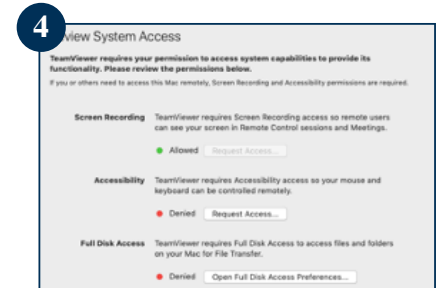 4
view System Access
TeamViewer requires your permission to access system capabilities to provide its
functionality. Please review the permissions below.
If you or others need to access this Mac remotely, Screen Recording and Accessibility permissions are required.
Screen Recording TeamViewer requires Screen Recording access so remote users
can see your screen in Remote Control sessions and Meetings.
Allowed Request Access...
Accessibility TeamViewer requires Accessibility access so your mouse and
keyboard can be controlled remotely.
Denied Request Access...
Full Disk Access TeamViewer requires Full Disk Access to access files and folders
on your Mac for File Transfer.
Denied Open Full Disk Access Preferences...